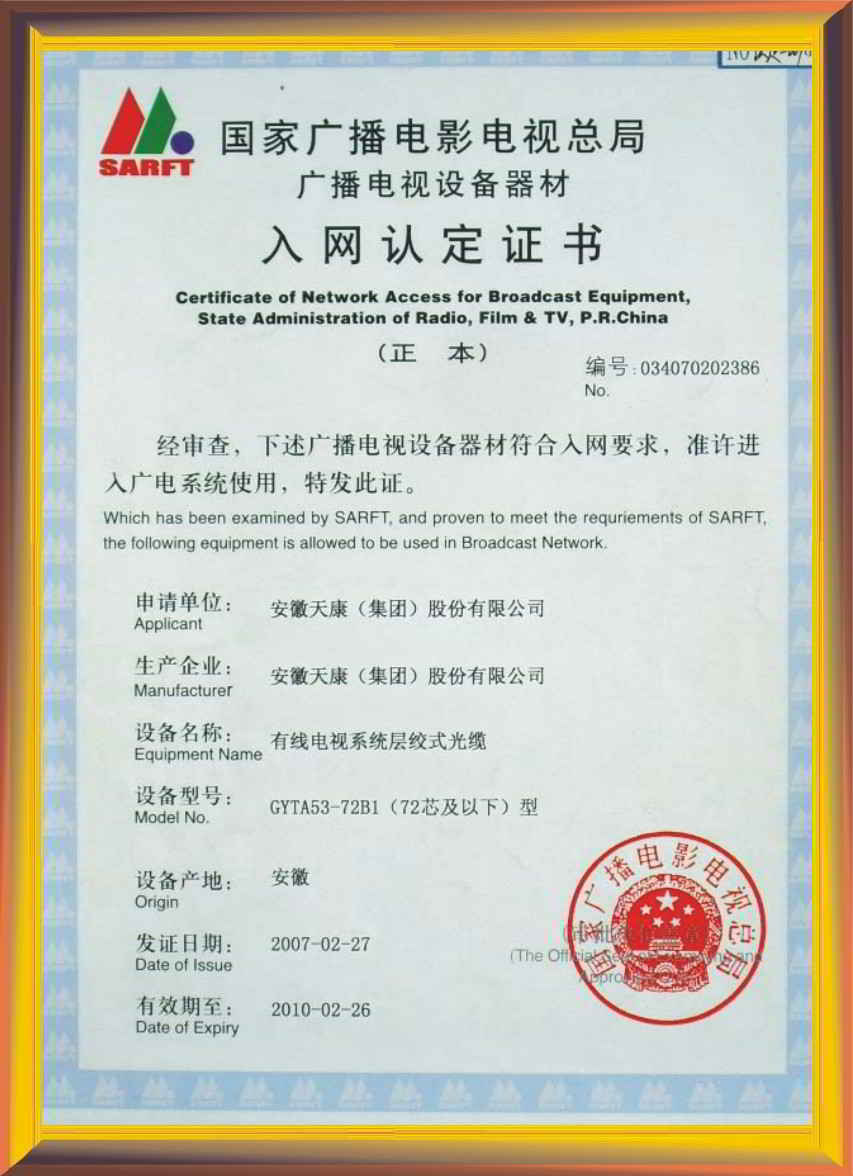 SARFT
国家广播电影电视总局
广播电视设备器材
入网认定证书
Certificate of Network Access for Broadcast Equipment,
State Administration of Radio, Film & TV, P.R.China
(正 本)
编号:034070202386
No.
经审查，下述广播电视设备器材符合入网要求，准许进
入广电系统使用，特发此证。
Which has been examined by SARFT, and proven to meet the requriements of SARFT,
the following equipment is allowed to be used in Broadcast Network.
申请单位： 安徽天康（集团）股份有限公司
Applicant
生产企业： 安徽天康（集团）股份有限公司
Manufacturer
设备名称： 有线电视系统层绞式光缆
Equipment Name
设备型号： GYTA53-72B1（72芯及以下）型
Model No.
设备产地： 安徽
Origin
发证日期： 2007-02-27
Date of Issue
有效期至： 2010-02-26
Date of Expiry
国家广播电影电视总局
(The Official